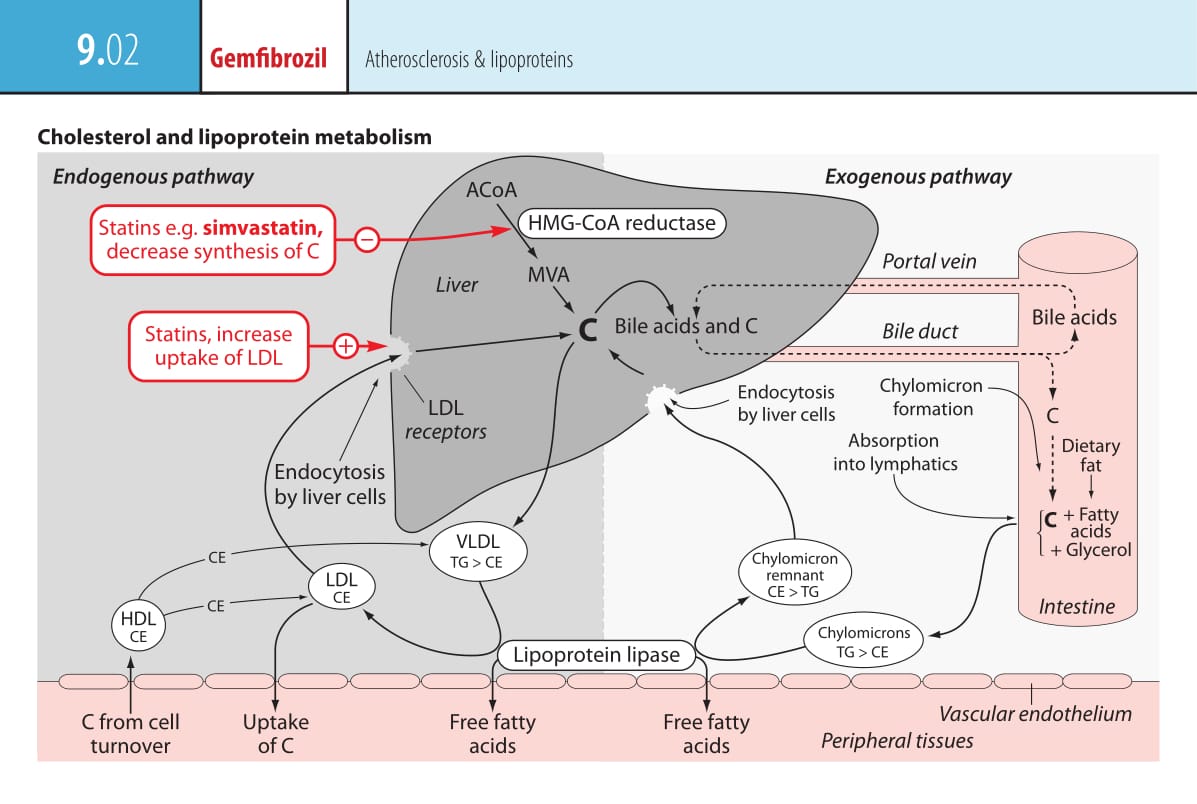 9.02
Gemfibrozil
Atherosclerosis & lipoproteins
Cholesterol and lipoprotein metabolism
Endogenous pathway
Exogenous pathway
ACoA
Statins e.g. simvastatin,
decrease synthesis of C
−
HMG-CoA reductase
MVA
Liver
Portal vein
Bile acids
Statins, increase
uptake of LDL
+
C
Bile acids and C
Bile duct
LDL
receptors
Endocytosis
by liver cells
Endocytosis
by liver cells
Chylomicron
formation
Absorption
into lymphatics
C
Dietary
fat
C + Fatty
acids
+ Glycerol
Intestine
VLDL
TG > CE
CE
LDL
CE
CE
HDL
CE
Chylomicron
remnant
CE > TG
Chylomicrons
TG > CE
Lipoprotein lipase
C from cell
turnover
Uptake
of C
Free fatty
acids
Free fatty
acids
Vascular endothelium
Peripheral tissues